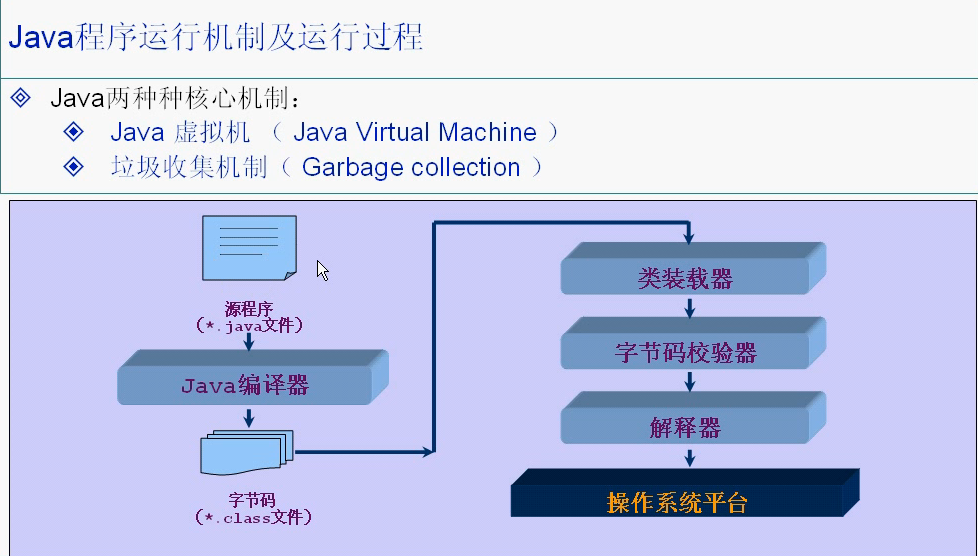 Java程序运行机制及运行过程
Java两种种核心机制:
Java 虚拟机 （ Java Virtual Machine ）
垃圾收集机制（ Garbage collection ）
源程序
(*.java文件)
Java编译器
字节码
(*.class文件)
类装载器
字节码校验器
解释器
操作系统平台